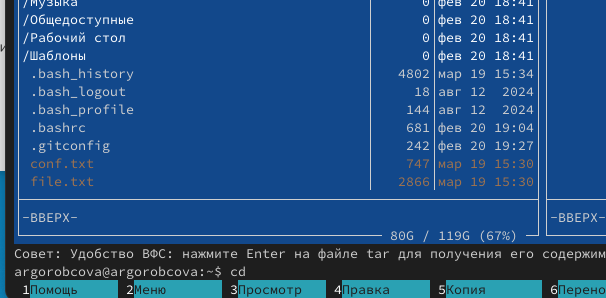 /Музыка 0 фев 20 18:41
/Общедоступные 0 фев 20 18:41
/Рабочий стол 0 фев 20 18:41
/Шаблоны 0 фев 20 18:41
.bash_history 4802 мар 19 15:34
.bash_logout 18 авг 12 2024
.bash_profile 144 авг 12 2024
.bashrc 681 фев 20 19:04
.gitconfig 242 фев 20 19:27
conf.txt 747 мар 19 15:30
file.txt 2866 мар 19 15:30
-ВВЕРХ- -ВВЕРХ-
80G / 119G (67%)
Совет: Удобство ВФС: нажмите Enter на файле tar для получения его содержим
argorobcova@argorobcova:~$ cd
1Помощь 2Меню 3Просмотр 4Правка 5Копия 6Перено